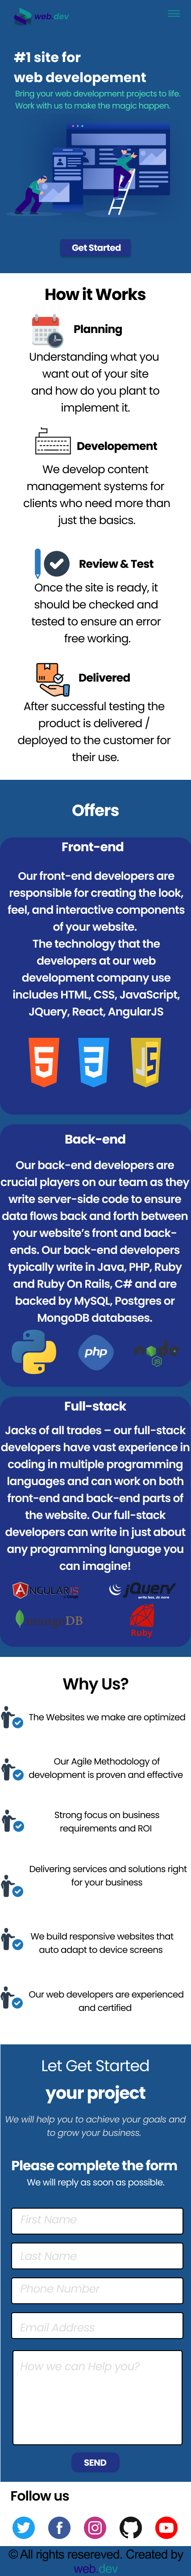 web.dev
#1 site for
web development
Bring your web development projects to life.
Work with us to make the magic happen.
Get Started
How it Works
Planning
Understanding what you
want out of your site
and how do you plant to
implement it.
Developement
We develop content
management systems for
clients who need more than
just the basics.
Review & Test
Once the site is ready, it
should be checked and
tested to ensure an error
free working.
Delivered
After successful testing the
product is delivered /
deployed to the customer for
their use.
Offers
Front-end
Our front-end developers are
responsible for creating the look,
feel, and interactive components
of your website.
The technology that the
developers at our web
development company use
includes HTML, CSS, JavaScript,
JQuery, React, AngularJS
5 3 JS
Back-end
Our back-end developers are
crucial players on our team as they
write server-side code to ensure
data flows back and forth between
your website's front and back-
ends. Our back-end developers
typically write in Java, PHP, Ruby
and Ruby On Rails, C# and are
backed by MySQL, Postgres or
MongoDB databases.
php node JS
Full-stack
Jacks of all trades – our full-stack
developers have vast experience in
coding in multiple programming
languages and can work on both
front-end and back-end parts of
the website. Our full-stack
developers can write in just about
any programming language you
can imagine!
ANGULARJS jQuery
by Google write less, do more.
mongoDB Ruby
Why Us?
The Websites we make are optimized
Our Agile Methodology of
development is proven and effective
Strong focus on business
requirements and ROI
Delivering services and solutions right
for your business
We build responsive websites that
auto adapt to device screens
Our web developers are experienced
and certified
Let Get Started
your project
We will help you to achieve your goals and
to grow your business.
Please complete the form
We will reply as soon as possible.
First Name
Last Name
Phone Number
Email Address
How we can Help you?
SEND
Follow us
© All rights resereved. Created by
web.dev